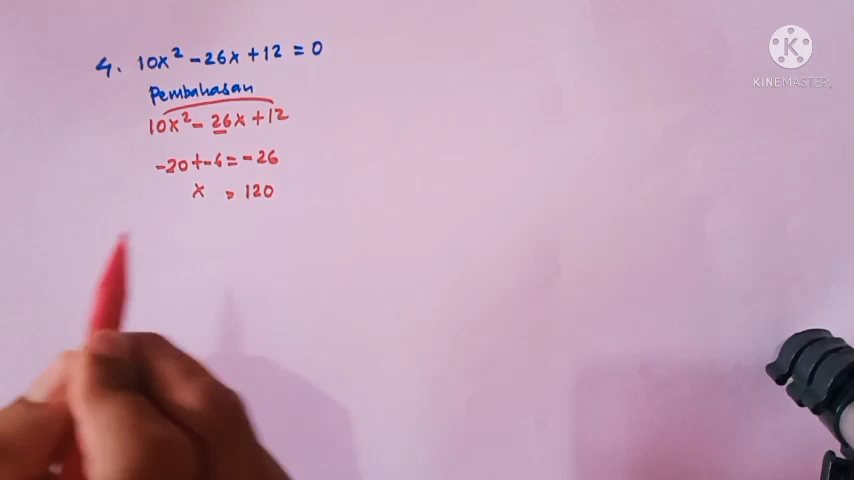 4. 10x² - 26x + 12 = 0
Pembahasan
10x² - 26x + 12
-20 + -6 = -26
x = 120
K
KINEMASTER